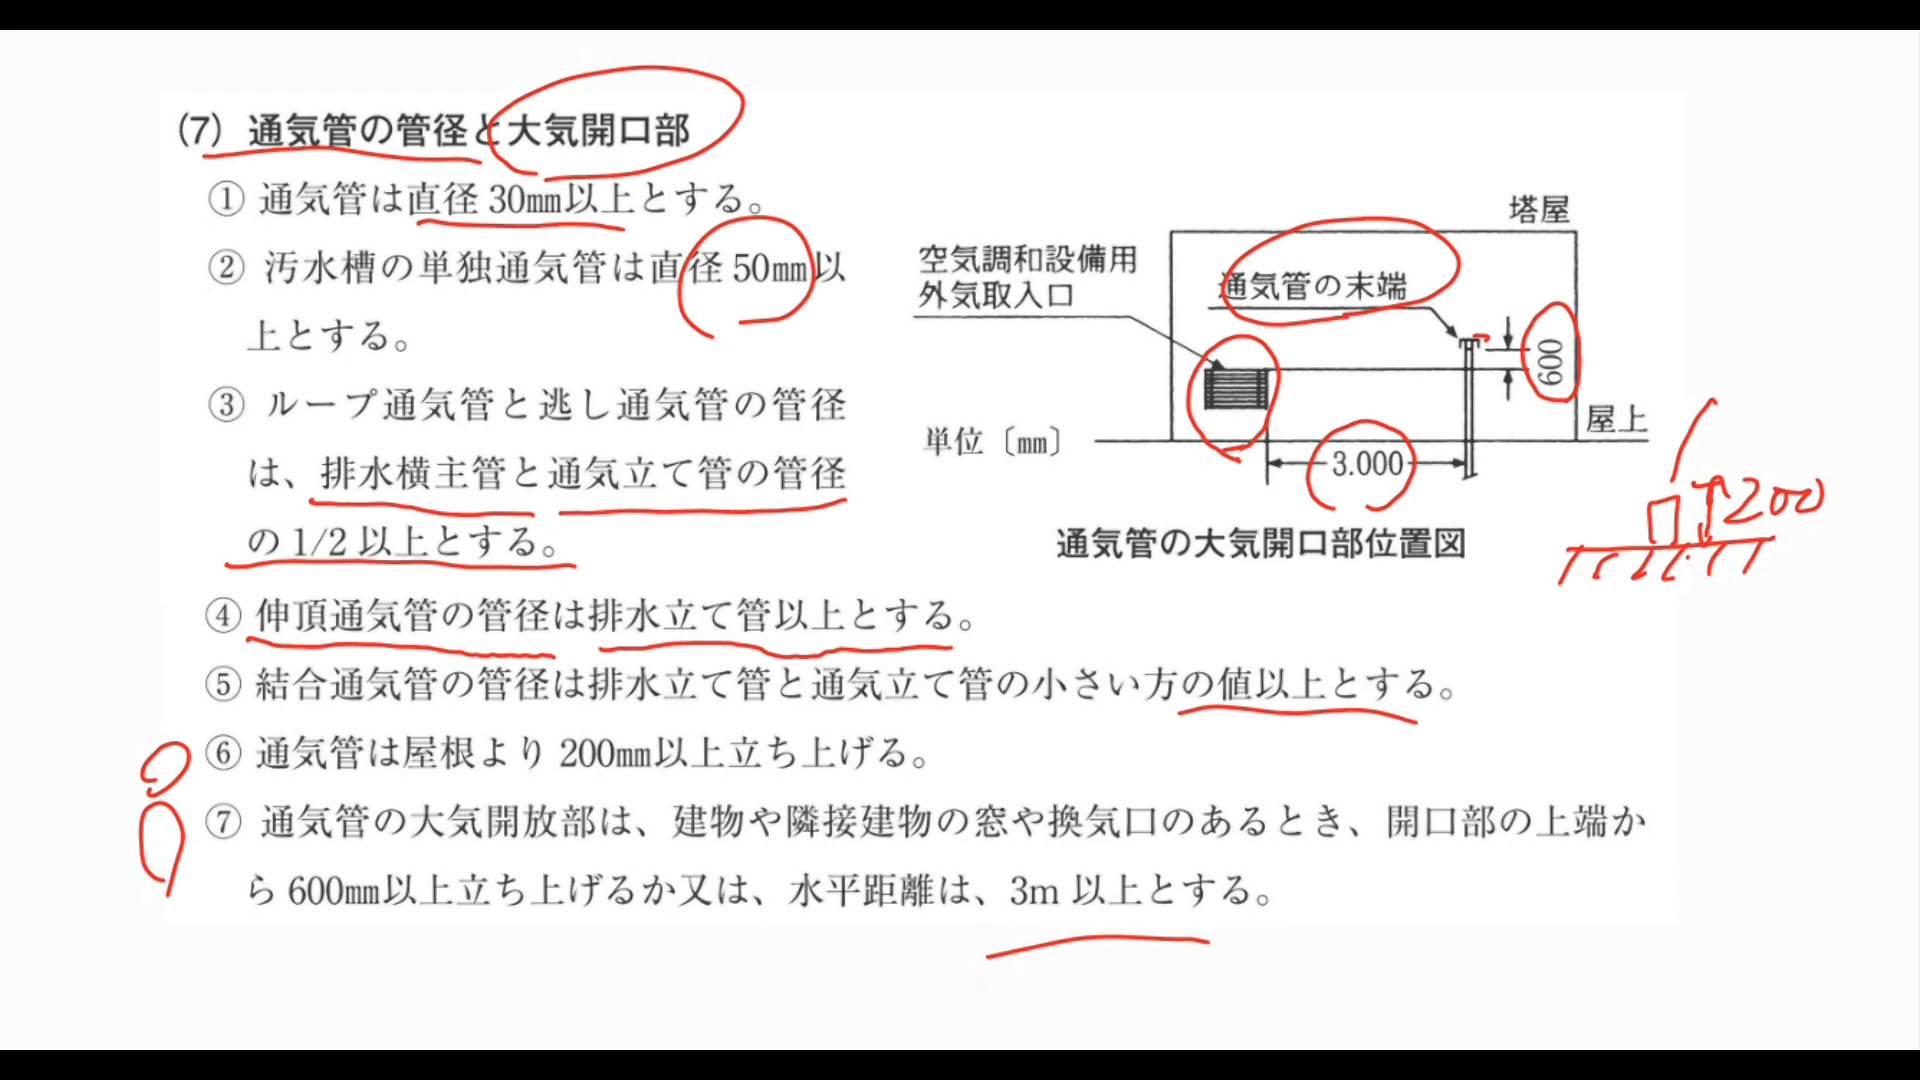 (7) 通気管の管径と大気開口部
① 通気管は直径 30㎜以上とする。
② 汚水槽の単独通気管は直径 50㎜以
上とする。
③ ループ通気管と逃し通気管の管径
は、排水横主管と通気立て管の管径
の 1/2 以上とする。
塔屋
空気調和設備用
外気取入口
通気管の末端
600
屋上
単位〔㎜〕
3.000
200
通気管の大気開口部位置図
④ 伸頂通気管の管径は排水立て管以上とする。
⑤ 結合通気管の管径は排水立て管と通気立て管の小さい方の値以上とする。
⑥ 通気管は屋根より 200㎜以上立ち上げる。
⑦ 通気管の大気開放部は、建物や隣接建物の窓や換気口のあるとき、開口部の上端か
ら 600㎜以上立ち上げるか又は、水平距離は、3m 以上とする。